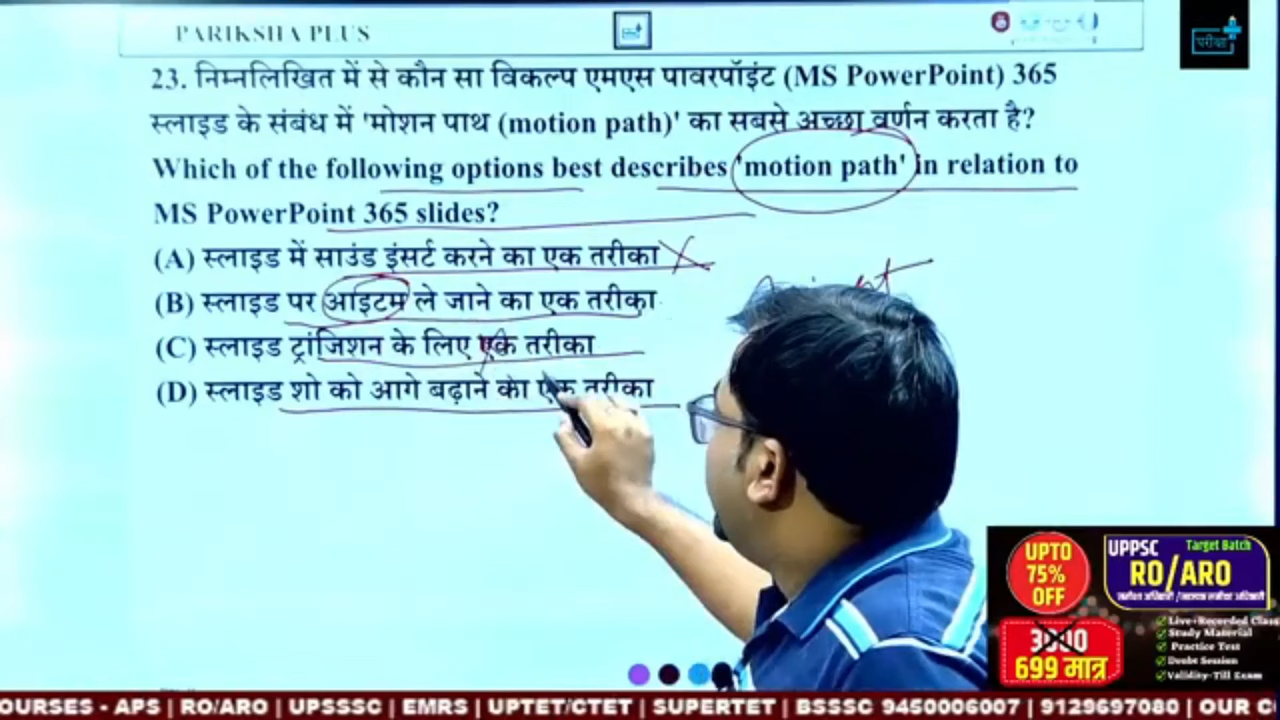 PARIKSHA PLUS
परीक्षा
23. निम्नलिखित में से कौन सा विकल्प एमएस पावरपॉइंट (MS PowerPoint) 365
स्लाइड के संबंध में 'मोशन पाथ (motion path)' का सबसे अच्छा वर्णन करता है?
Which of the following options best describes 'motion path' in relation to
MS PowerPoint 365 slides?
(A) स्लाइड में साउंड इंसर्ट करने का एक तरीका
(B) स्लाइड पर आइटम ले जाने का एक तरीका
(C) स्लाइड ट्रांजिशन के लिए एक तरीका
(D) स्लाइड शो को आगे बढ़ाने का एक तरीका
UPTO
75%
OFF
UPPSC Target Batch
RO/ARO
3000
699 मात्र
Live+Recorded Class
Study Material
Practice Test
Doubt Session
Validity-Till Exam
OURSES - APS | RO/ARO | UPSSSC | EMRS | UPTET/CTET | SUPERTET | BSSSC 9450006007 | 9129697080 | OUR C